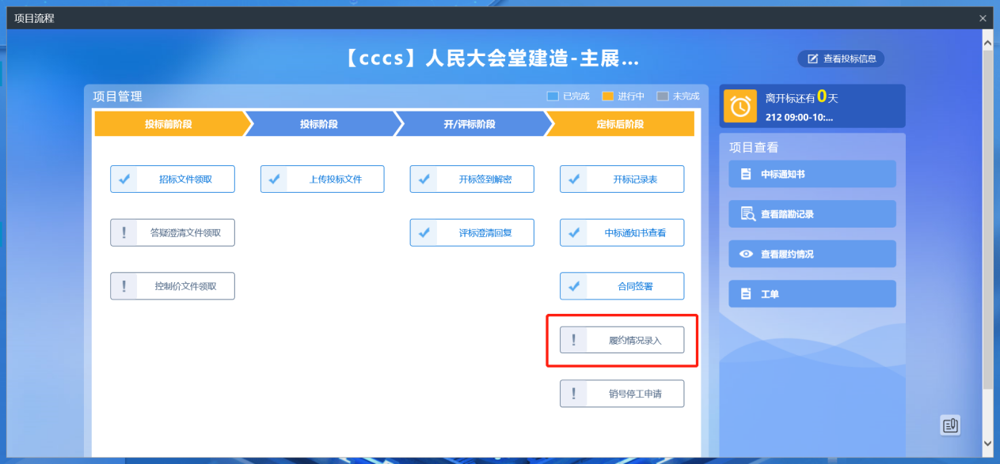 项目流程
【cccs】人民大会堂建造-主展...
查看投标信息
项目管理
已完成 进行中 未完成
投标前阶段 投标阶段 开/评标阶段 定标后阶段
招标文件领取 上传投标文件 开标签到解密 开标记录表
答疑澄清文件领取 评标澄清回复 中标通知书查看
控制价文件领取 合同签署
履约情况录入
销号停工申请
离开标还有0天
212 09:00-10:...
项目查看
中标通知书
查看踏勘记录
查看履约情况
工单